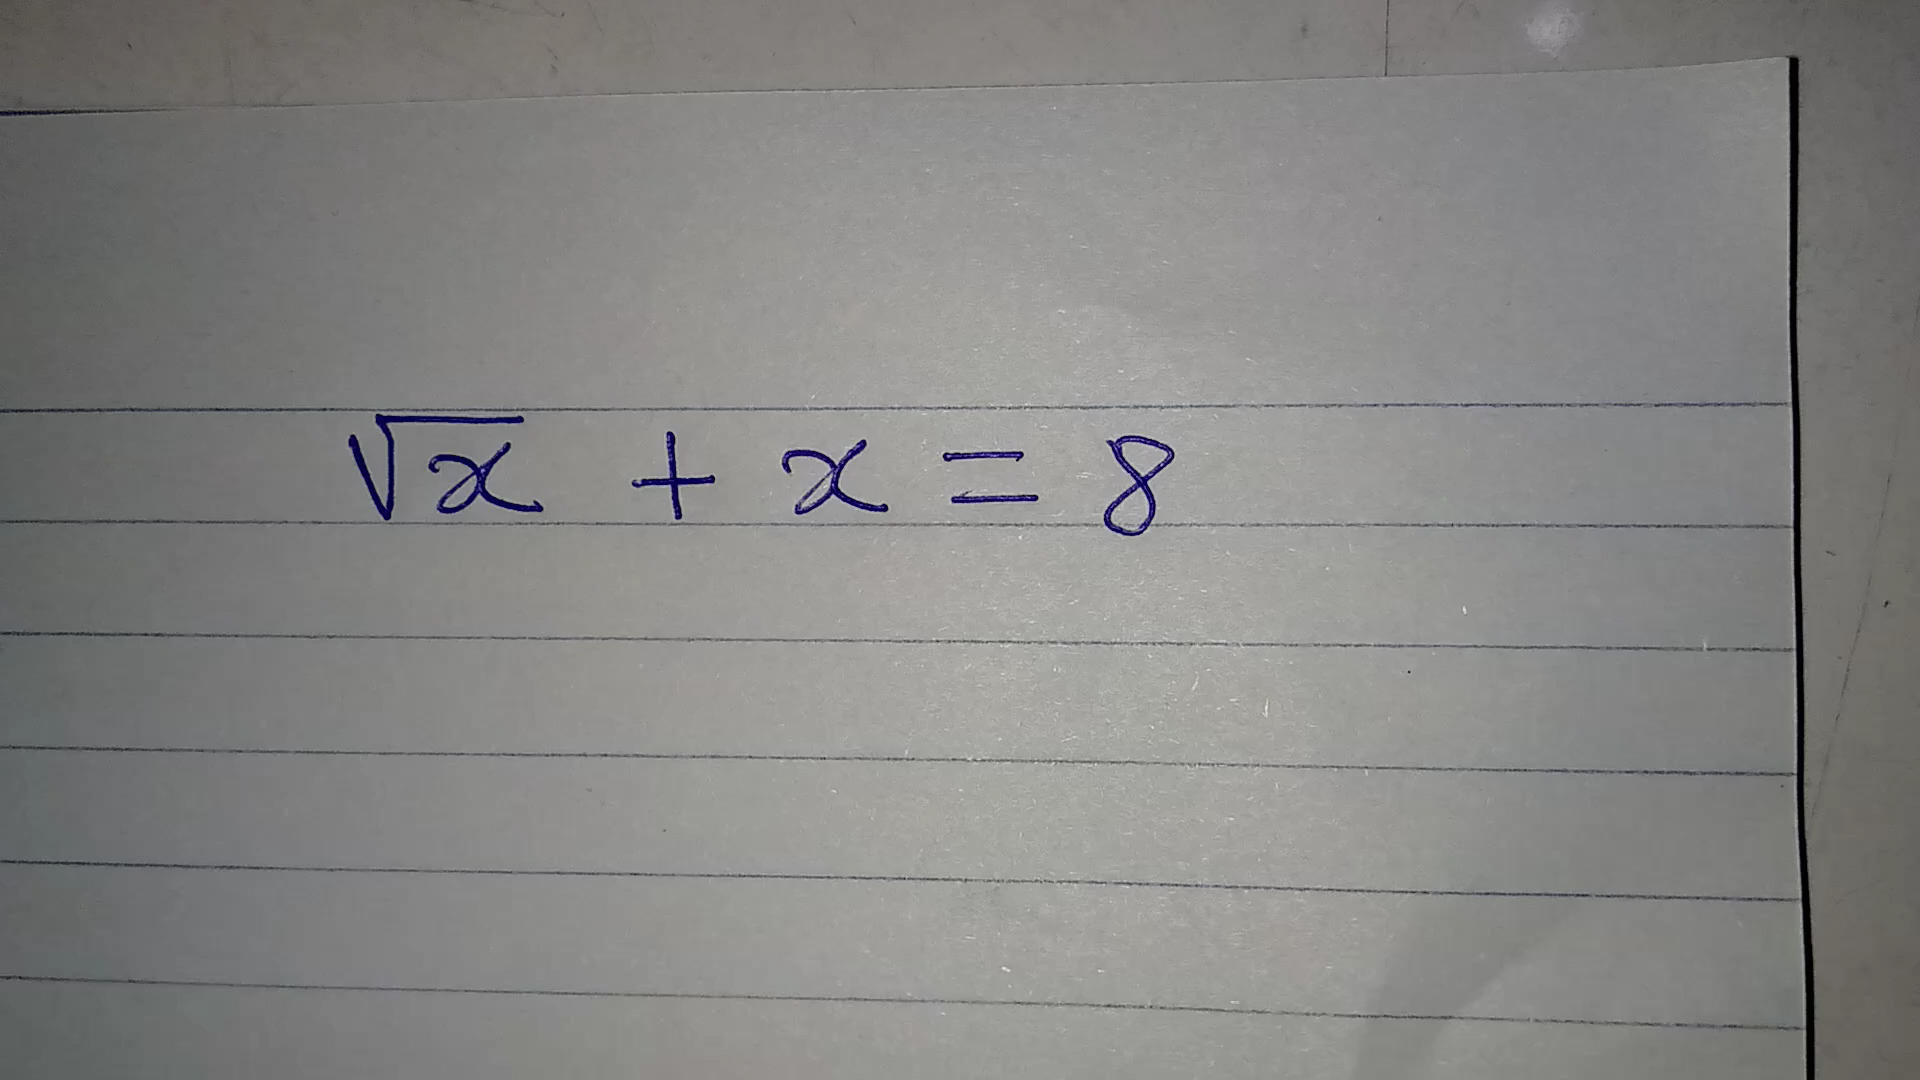 √x + x = 8